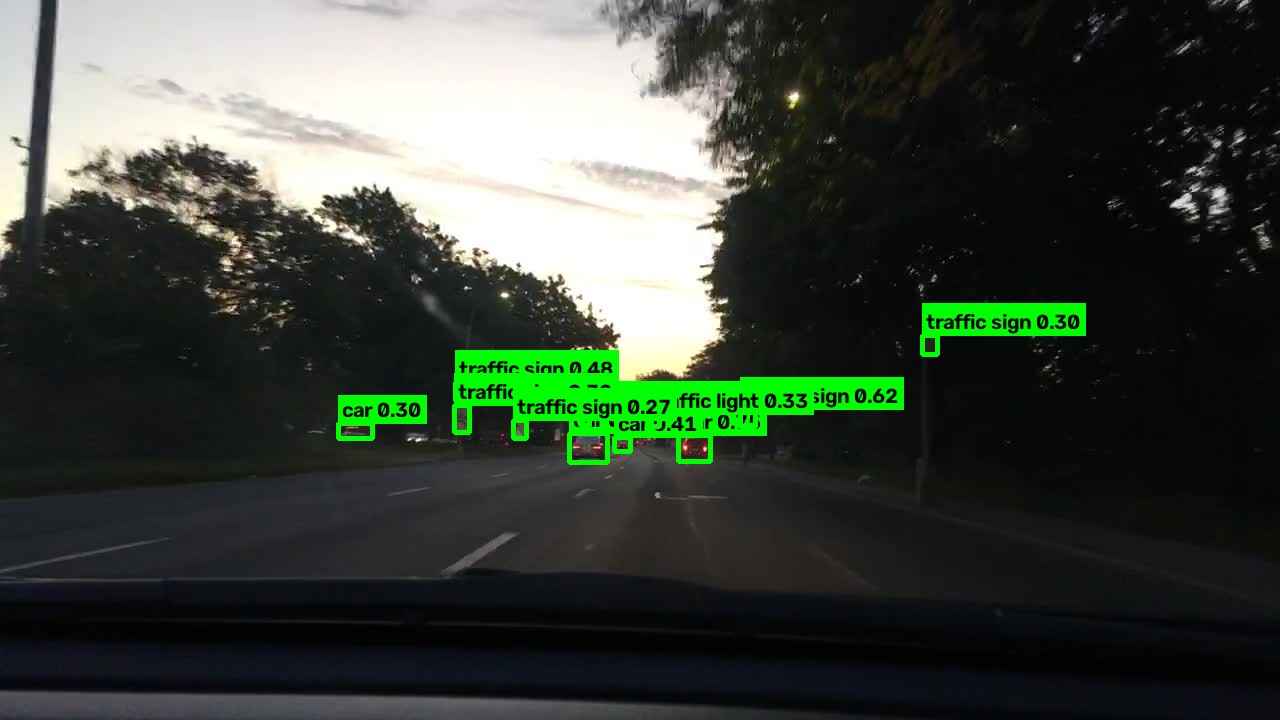 traffic sign 0.30
traffic sign 0.48
traffic
sign 0.62
traffic sign 0.27
ffic light 0.33
car 0.30
car 0.41